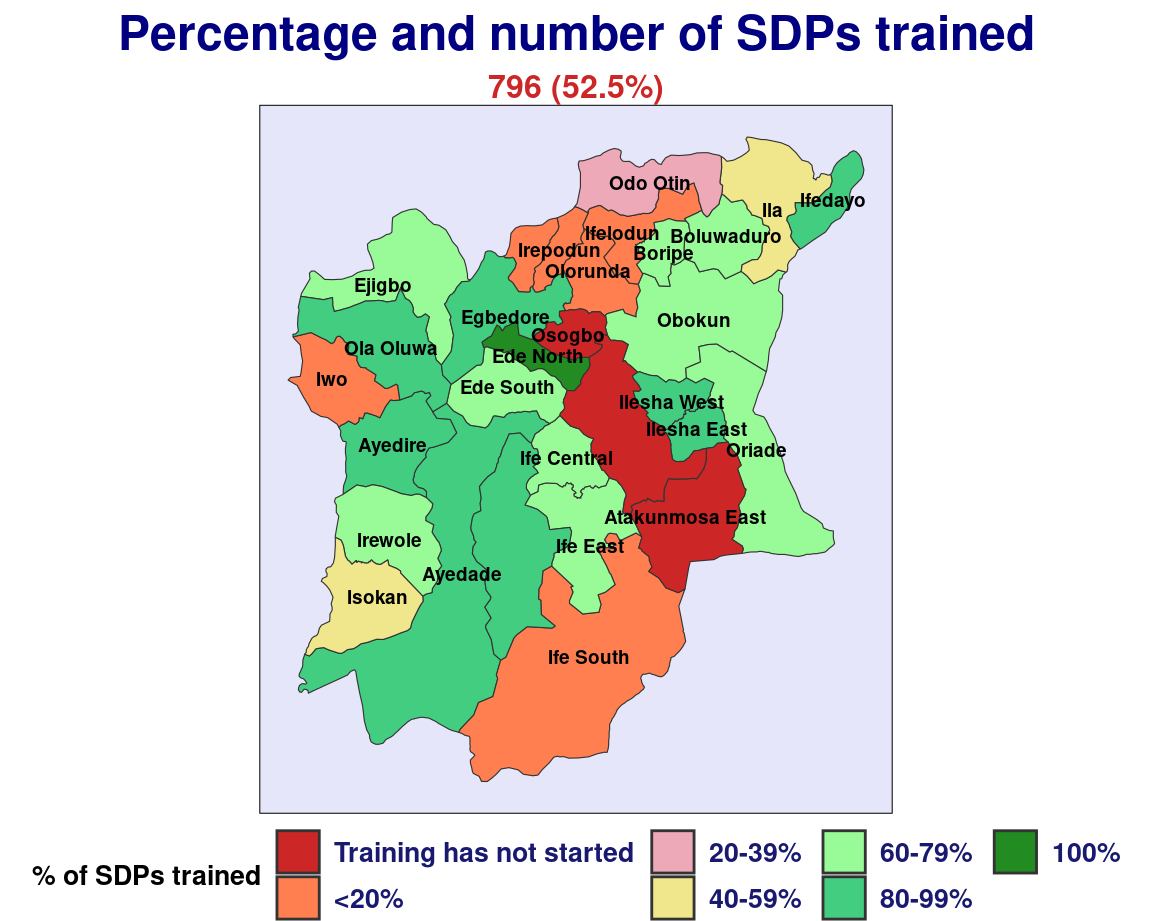 Percentage and number of SDPs trained
796 (52.5%)
Odo Otin
Ila
Ifedayo
Ifelodun
Boluwaduro
Irepodun
Boripe
Olorunda
Ejigbo
Egbedore
Obokun
Osogbo
Ola Oluwa
Ede North
Iwo
Ede South
Ilesha West
Ilesha East
Ayedire
Oriade
Ife Central
Atakunmosa East
Irewole
Ife East
Ayedade
Isokan
Ife South
% of SDPs trained
Training has not started
<20%
20-39%
40-59%
60-79%
80-99%
100%